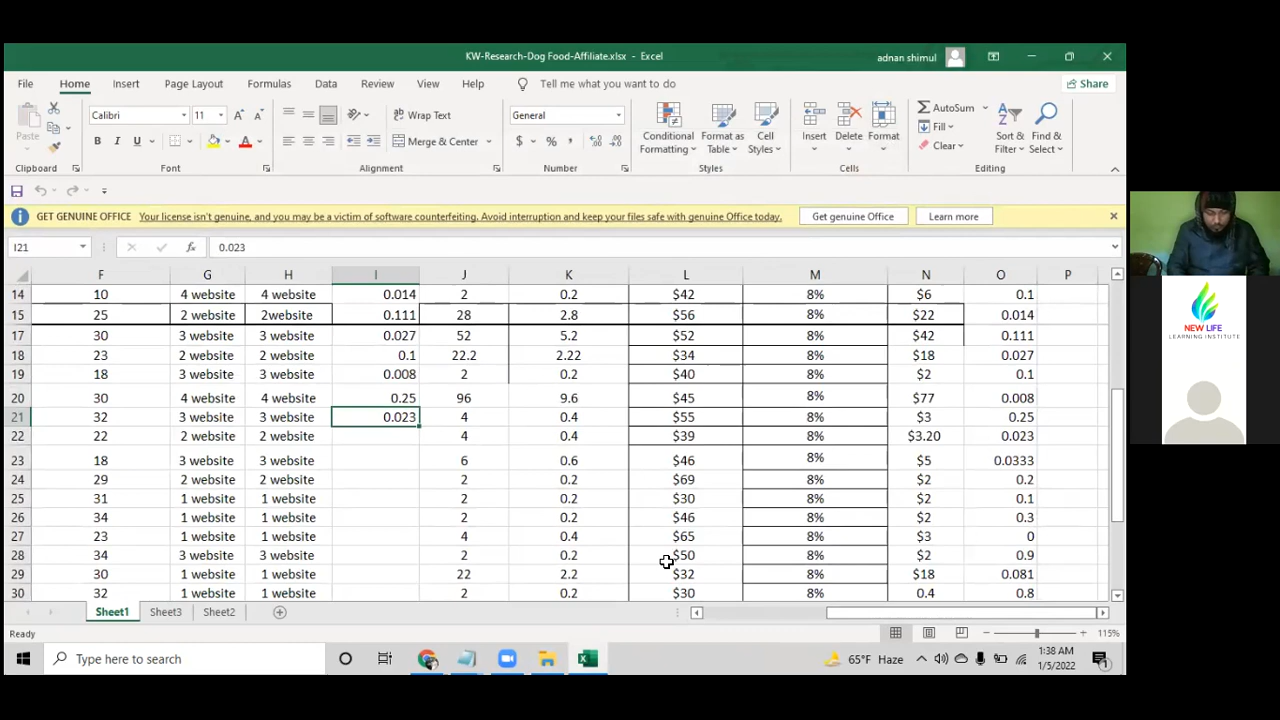 KW-Research-Dog Food-Affiliate.xlsx - Excel
adnan shimul
File Home Insert Page Layout Formulas Data Review View Help Tell me what you want to do Share
Paste
Calibri 11
B I U
Wrap Text
Merge & Center
General
$ % ,
Conditional Formatting
Format as Table
Cell Styles
Insert Delete Format
AutoSum
Fill
Clear
Sort & Filter
Find & Select
Clipboard Font Alignment Number Styles Cells Editing
GET GENUINE OFFICE Your license isn't genuine, and you may be a victim of software counterfeiting. Avoid interruption and keep your files safe with genuine Office today. Get genuine Office Learn more
I21 fx 0.023
F G H I J K L M N O P
14 10 4 website 4 website 0.014 2 0.2 $42 8% $6 0.1
15 25 2 website 2website 0.111 28 2.8 $56 8% $22 0.014
17 30 3 website 3 website 0.027 52 5.2 $52 8% $42 0.111
18 23 2 website 2 website 0.1 22.2 2.22 $34 8% $18 0.027
19 18 3 website 3 website 0.008 2 0.2 $40 8% $2 0.1
20 30 4 website 4 website 0.25 96 9.6 $45 8% $77 0.008
21 32 3 website 3 website 0.023 4 0.4 $55 8% $3 0.25
22 22 2 website 2 website 4 0.4 $39 8% $3.20 0.023
23 18 3 website 3 website 6 0.6 $46 8% $5 0.0333
24 29 2 website 2 website 2 0.2 $69 8% $2 0.2
25 31 1 website 1 website 2 0.2 $30 8% $2 0.1
26 34 1 website 1 website 2 0.2 $46 8% $2 0.3
27 23 1 website 1 website 4 0.4 $65 8% $3 0
28 34 3 website 3 website 2 0.2 $50 8% $2 0.9
29 30 1 website 1 website 22 2.2 $32 8% $18 0.081
30 32 1 website 1 website 2 0.2 $30 8% 0.4 0.8
Sheet1 Sheet3 Sheet2
Ready 115%
Type here to search 65°F Haze 1:38 AM
1/5/2022
NEW LIFE
LEARNING INSTITUTE